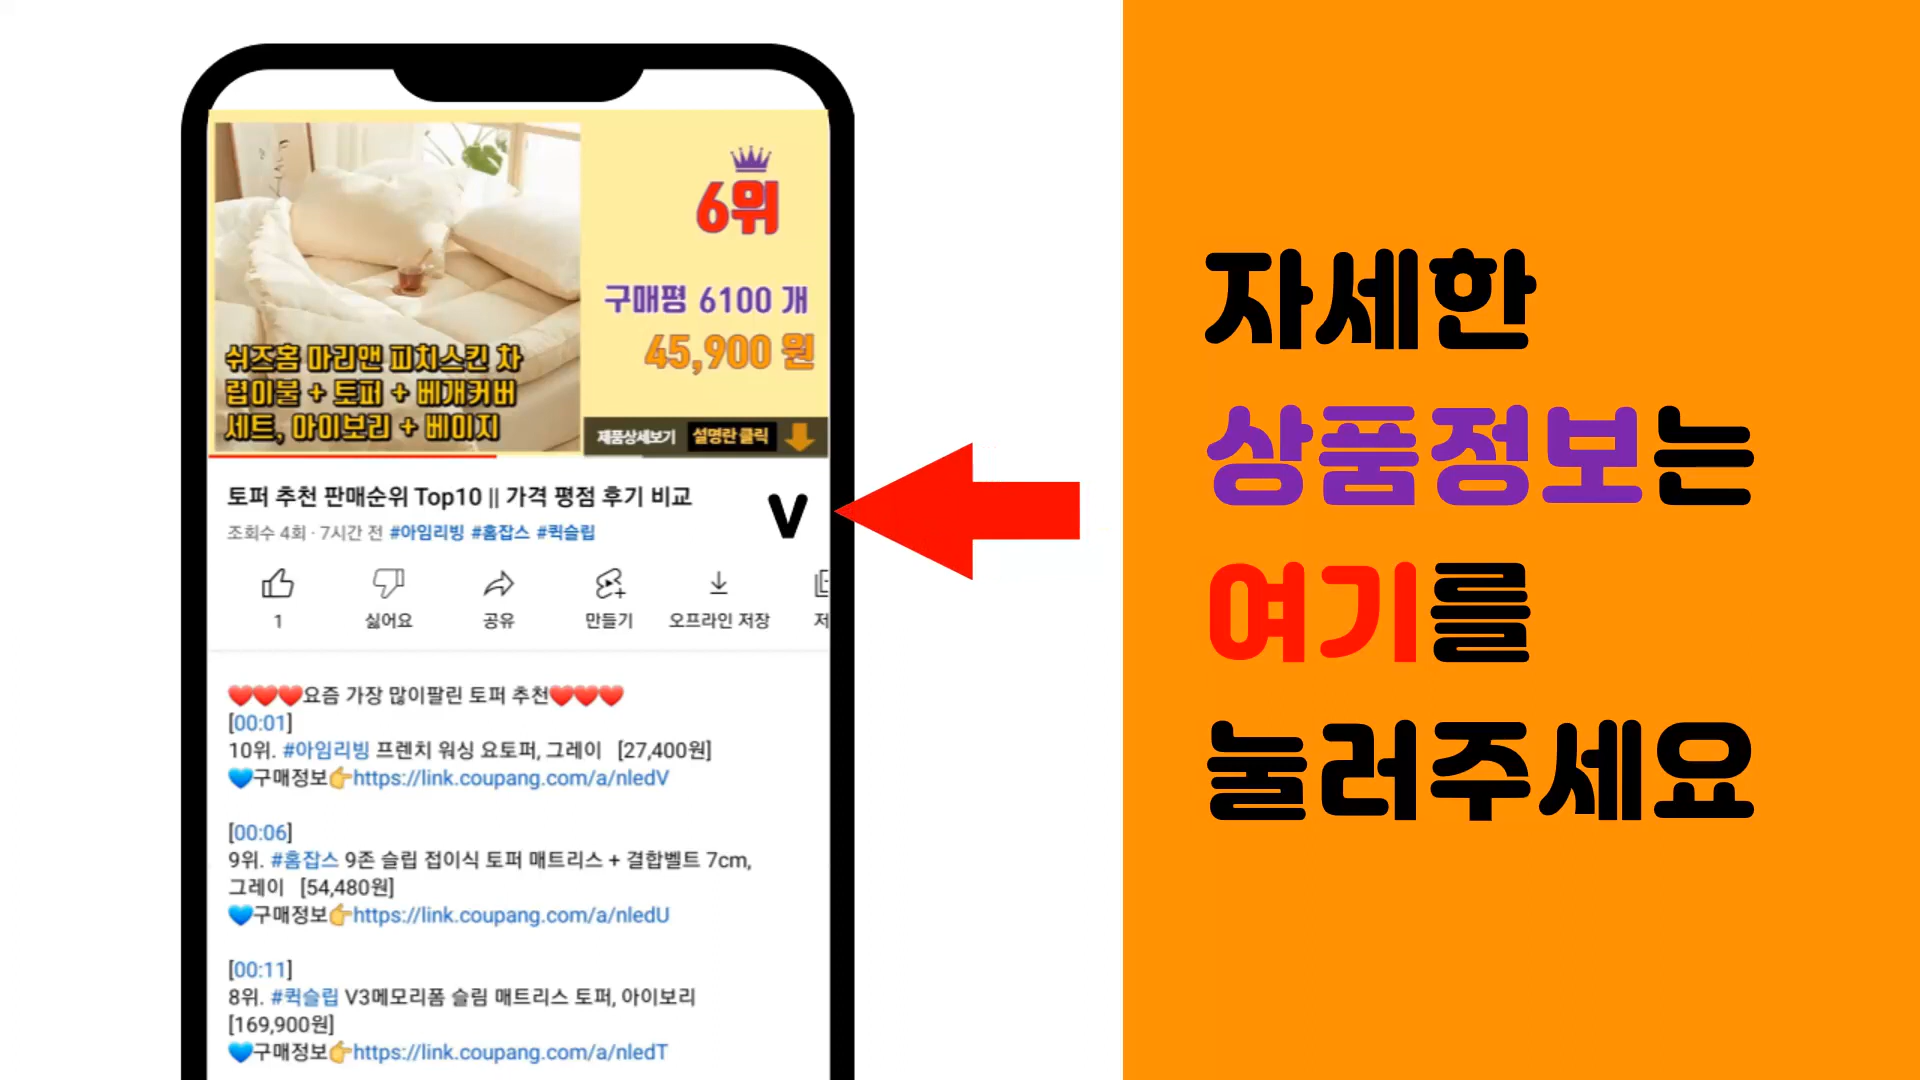 6위
구매평 6100 개
45,900 원
쉬즈홈 마리앤 피치스킨 차
렵이불 + 토퍼 + 베개커버
세트, 아이보리 + 베이지
제품상세보기 설명란 클릭
토퍼 추천 판매순위 Top10 || 가격 평점 후기 비교
V
조회수 4회 · 7시간 전 #아임리빙 #홈잡스 #퀵슬립
1 싫어요 공유 만들기 오프라인 저장 저
❤️❤️❤️요즘 가장 많이팔린 토퍼 추천❤️❤️❤️
[00:01]
10위. #아임리빙 프렌치 워싱 요토퍼, 그레이 [27,400원]
💙구매정보👉https://link.coupang.com/a/nledV
[00:06]
9위. #홈잡스 9존 슬립 접이식 토퍼 매트리스 + 결합벨트 7cm,
그레이 [54,480원]
💙구매정보👉https://link.coupang.com/a/nledU
[00:11]
8위. #퀵슬립 V3메모리폼 슬림 매트리스 토퍼, 아이보리
[169,900원]
💙구매정보👉https://link.coupang.com/a/nledT
자세한
상품정보는
여기를
눌러주세요